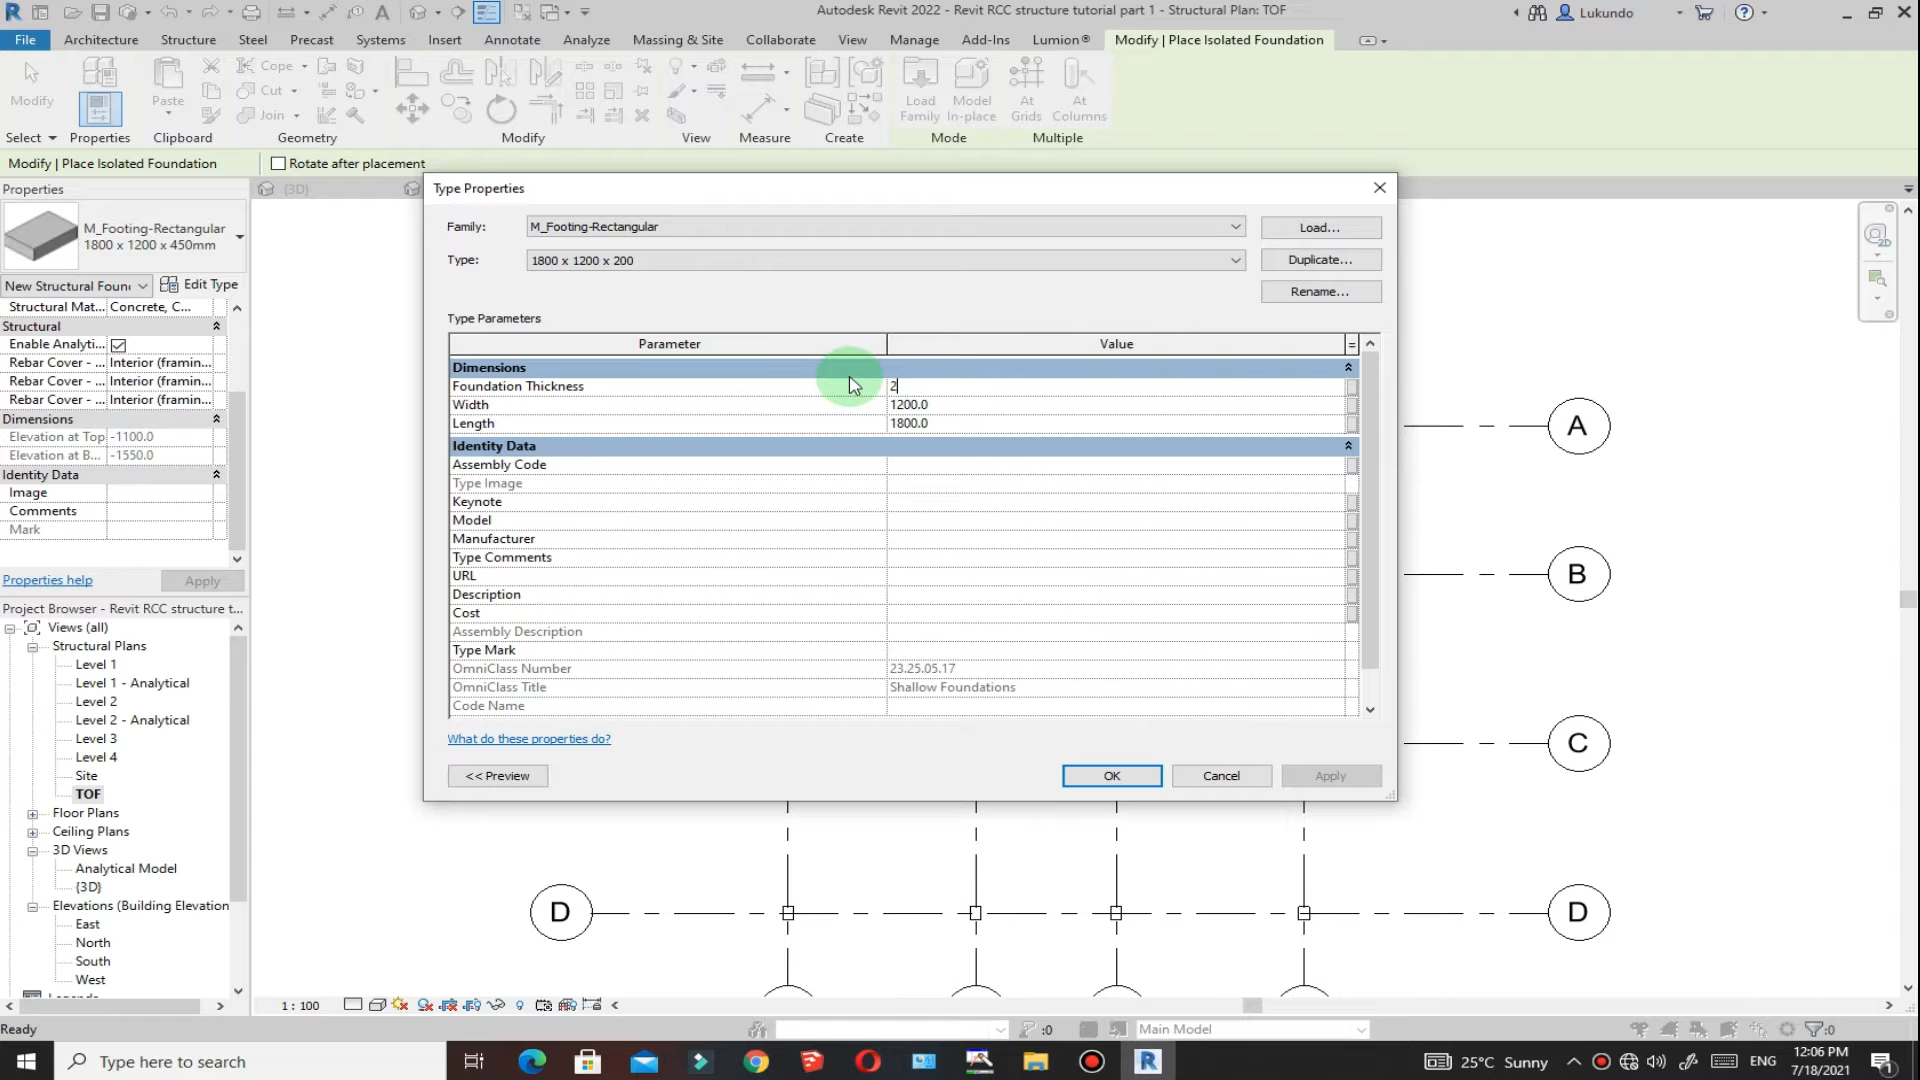 Autodesk Revit 2022 - Revit RCC structure tutorial part 1 - Structural Plan: TOF
Lukundo
File Architecture Structure Steel Precast Systems Insert Annotate Analyze Massing & Site Collaborate View Manage Add-Ins Lumion® Modify | Place Isolated Foundation
Modify
Paste
Cope
Cut
Join
Load Family
Model In-place
At Grids
At Columns
Select Properties Clipboard Geometry Modify View Measure Create Mode Multiple
Modify | Place Isolated Foundation
Rotate after placement
Properties
M_Footing-Rectangular
1800 x 1200 x 450mm
New Structural Foun
Edit Type
Structural Mat... Concrete, C...
Structural
Enable Analyti...
Rebar Cover - ... Interior (framin...
Rebar Cover - ... Interior (framin...
Rebar Cover - ... Interior (framin...
Dimensions
Elevation at Top -1100.0
Elevation at B... -1550.0
Identity Data
Image
Comments
Mark
Properties help
Apply
Project Browser - Revit RCC structure t...
Views (all)
Structural Plans
Level 1
Level 1 - Analytical
Level 2
Level 2 - Analytical
Level 3
Level 4
Site
TOF
Floor Plans
Ceiling Plans
3D Views
Analytical Model
{3D}
Elevations (Building Elevation
East
North
South
West
{3D}
Type Properties
Family: M_Footing-Rectangular Load...
Type: 1800 x 1200 x 200 Duplicate...
Rename...
Type Parameters
Parameter Value =
Dimensions
Foundation Thickness 2
Width 1200.0
Length 1800.0
Identity Data
Assembly Code
Type Image
Keynote
Model
Manufacturer
Type Comments
URL
Description
Cost
Assembly Description
Type Mark
OmniClass Number 23.25.05.17
OmniClass Title Shallow Foundations
Code Name
What do these properties do?
<< Preview OK Cancel Apply
A
B
C
D
D
2D
1 : 100
Ready
:0
Main Model
:0
Type here to search
25°C Sunny
ENG
12:06 PM
7/18/2021
1